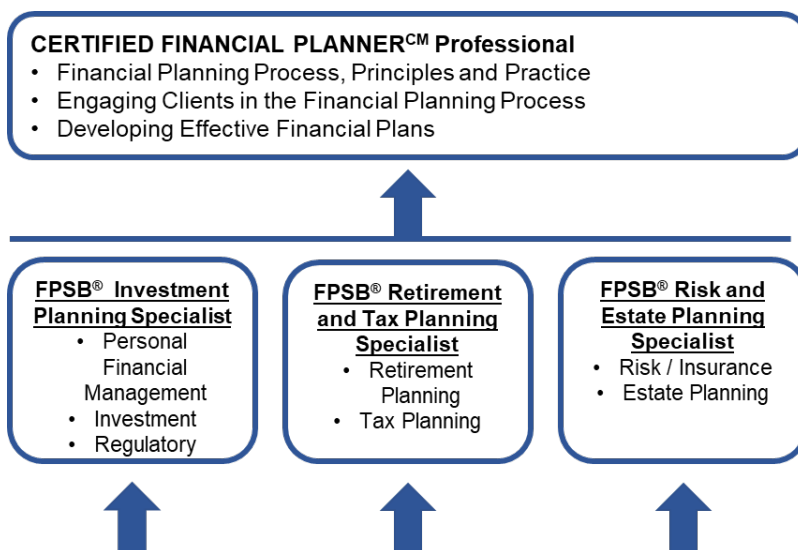 CERTIFIED FINANCIAL PLANNERᶜᴹ Professional
• Financial Planning Process, Principles and Practice
• Engaging Clients in the Financial Planning Process
• Developing Effective Financial Plans
FPSB® Investment
Planning Specialist
• Personal
Financial
Management
• Investment
• Regulatory
FPSB® Retirement
and Tax Planning
Specialist
• Retirement
Planning
• Tax Planning
FPSB® Risk and
Estate Planning
Specialist
• Risk / Insurance
• Estate Planning